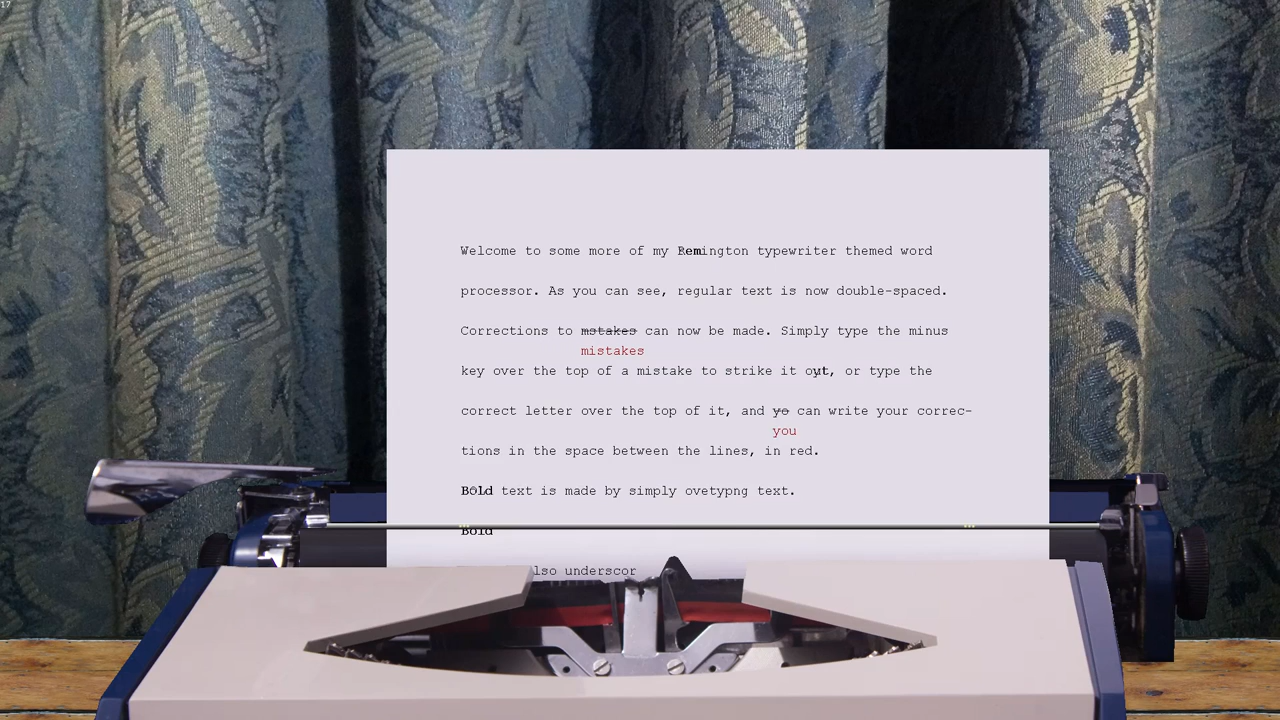 17
Welcome to some more of my Remington typewriter themed word
processor. As you can see, regular text is now double-spaced.
Corrections to mstakes can now be made. Simply type the minus
mistakes
key over the top of a mistake to strike it out, or type the
correct letter over the top of it, and yo can write your correc-
you
tions in the space between the lines, in red.
Bold text is made by simply ovetypng text.
Bold
lso underscor